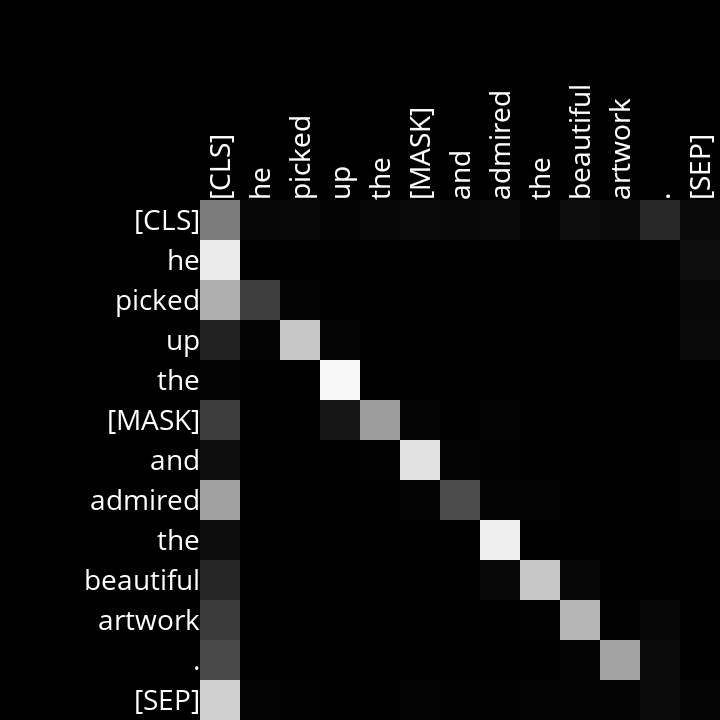 [CLS] he picked up the [MASK] and admired the beautiful artwork . [SEP]
[CLS]
he
picked
up
the
[MASK]
and
admired
the
beautiful
artwork
.
[SEP]